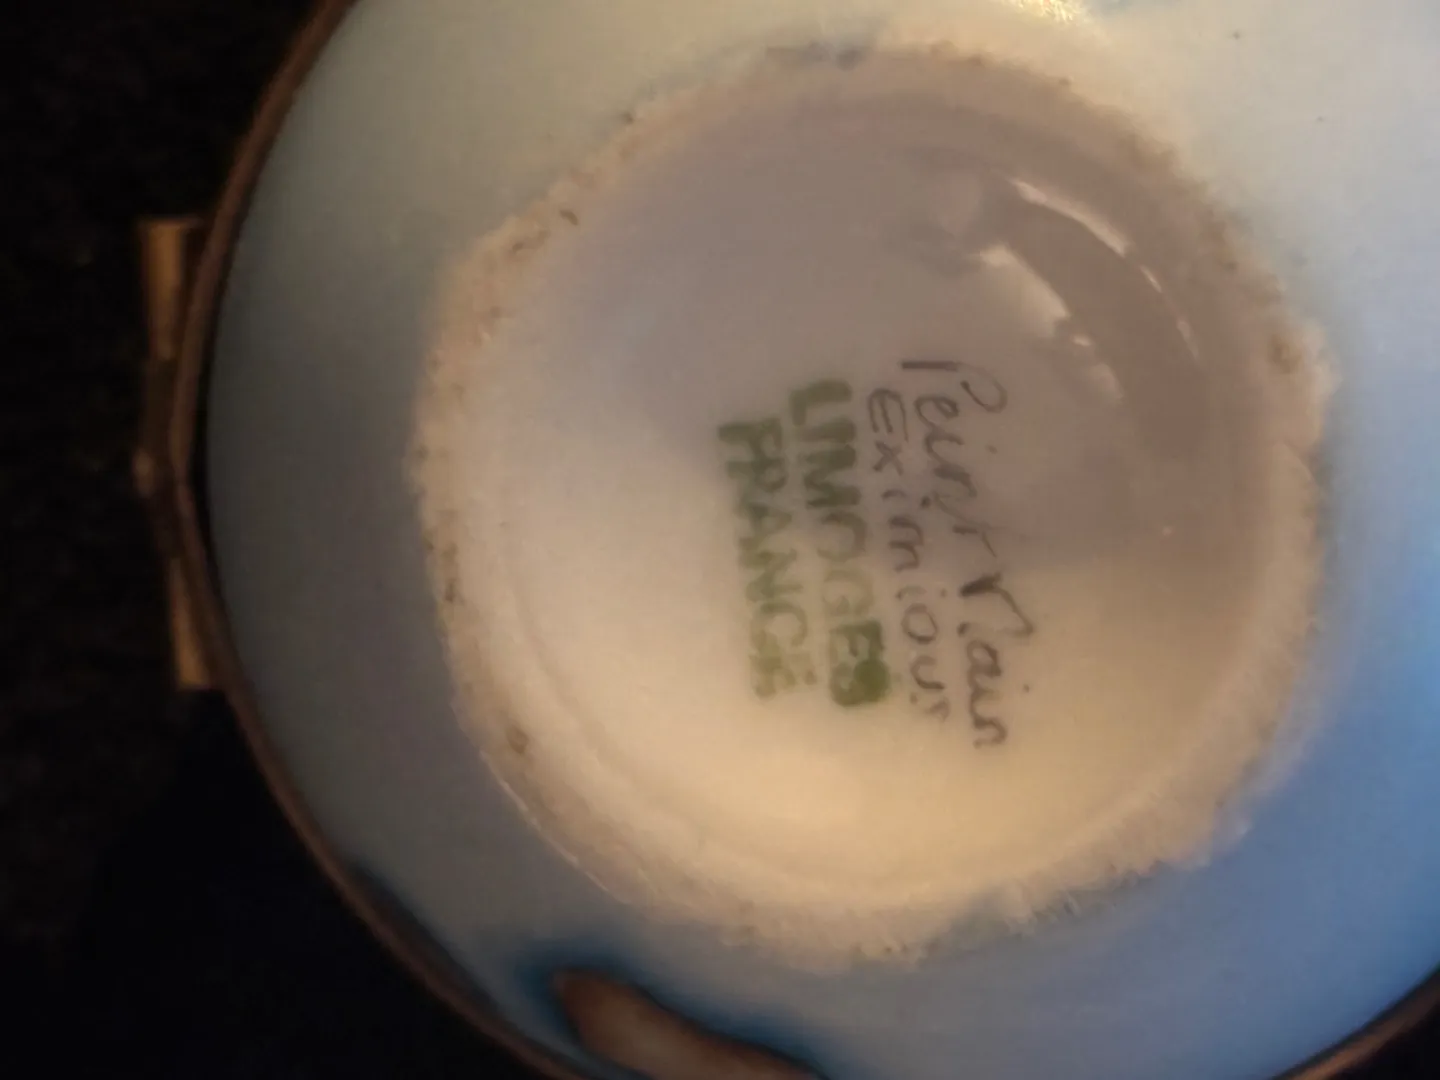 Peint Main
Eximious
LIMOGES
FRANCE